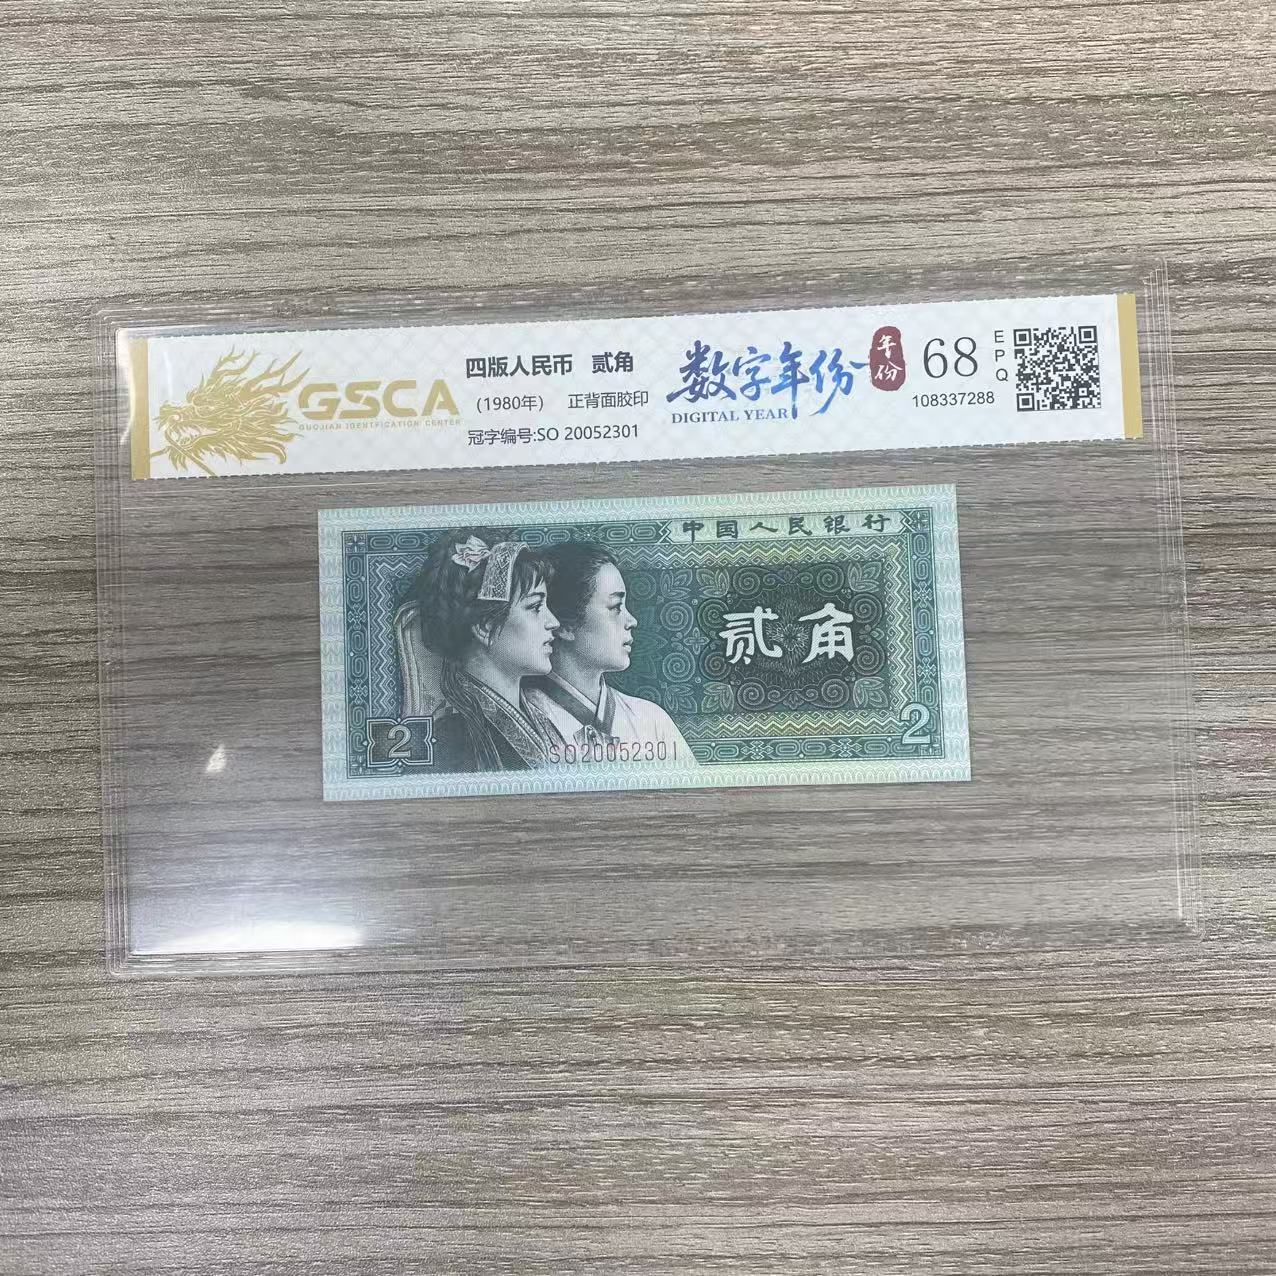 GSCA
GUOJIAN IDENTFICATION CENTER
四版人民币 贰角
(1980年) 正背面胶印
冠字编号:SO 20052301
数字年份
DIGITAL YEAR
年份
68
EPQ
108337288
中国人民银行
贰角
2
2
SO20052301